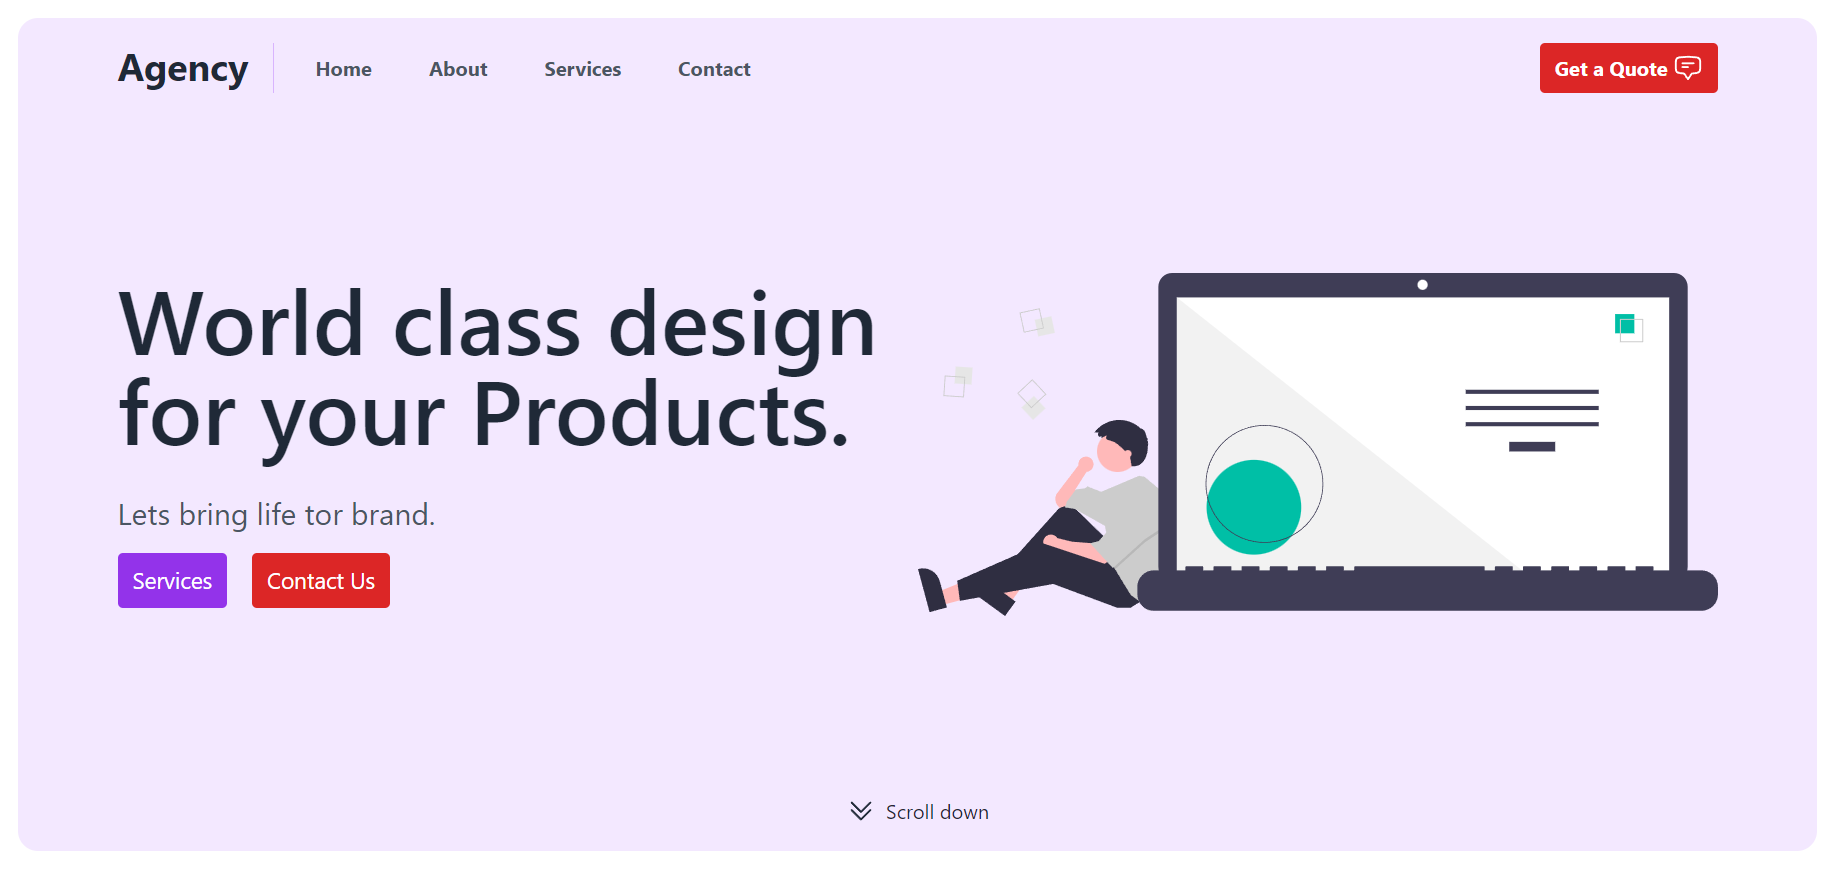 Agency
Home
About
Services
Contact
Get a Quote
World class design
for your Products.
Lets bring life tor brand.
Services
Contact Us
Scroll down